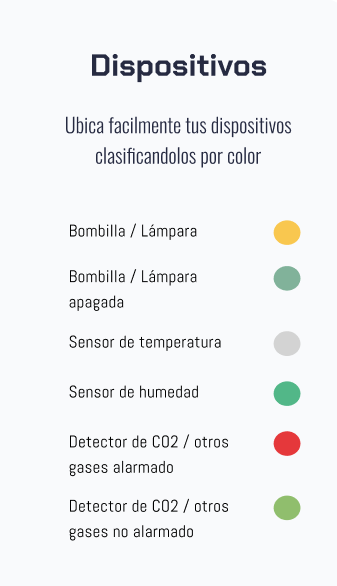 Dispositivos
Ubica facilmente tus dispositivos
clasificandolos por color
Bombilla / Lámpara
Bombilla / Lámpara
apagada
Sensor de temperatura
Sensor de humedad
Detector de CO2 / otros
gases alarmado
Detector de CO2 / otros
gases no alarmado